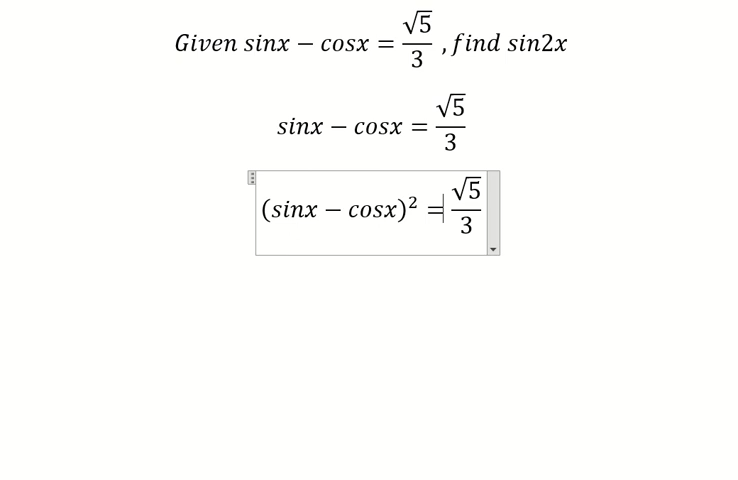 Given sinx − cosx = √5/3 , find sin2x
sinx − cosx = √5/3
(sinx − cosx)² = √5/3